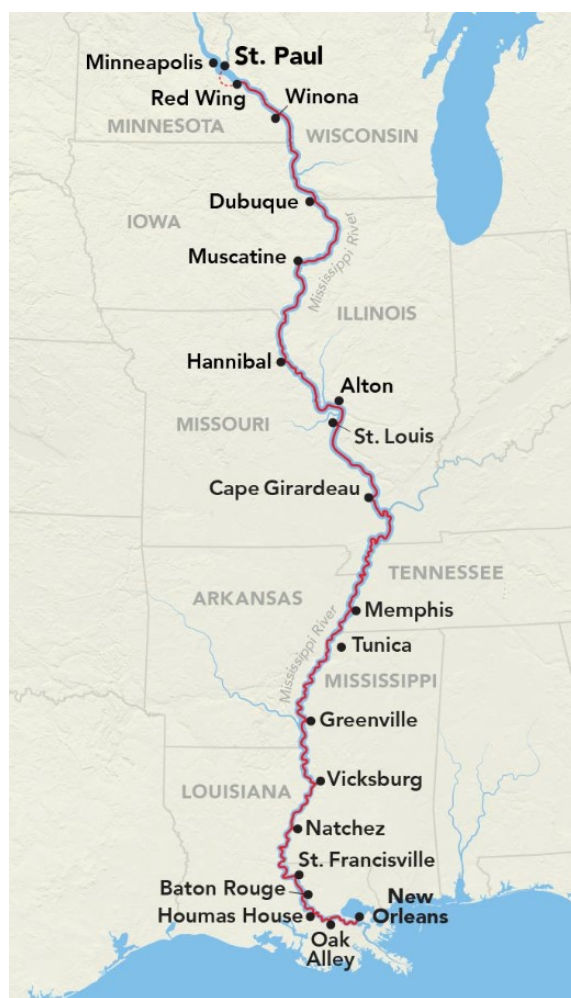 Minneapolis
St. Paul
Red Wing
Winona
MINNESOTA
WISCONSIN
Dubuque
IOWA
Mississippi River
Muscatine
ILLINOIS
Hannibal
Alton
MISSOURI
St. Louis
Cape Girardeau
TENNESSEE
ARKANSAS
Memphis
Mississippi River
Tunica
MISSISSIPPI
Greenville
Vicksburg
LOUISIANA
Natchez
St. Francisville
Baton Rouge
Houmas House
New
Orleans
Oak
Alley